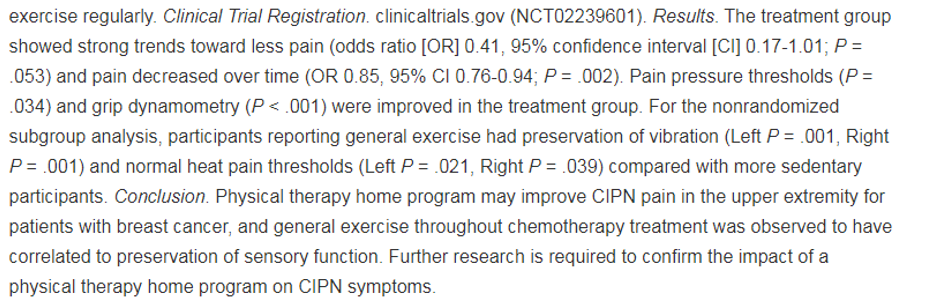 exercise regularly. Clinical Trial Registration. clinicaltrials.gov (NCT02239601). Results. The treatment group
showed strong trends toward less pain (odds ratio [OR] 0.41, 95% confidence interval [CI] 0.17-1.01; P =
.053) and pain decreased over time (OR 0.85, 95% CI 0.76-0.94; P = .002). Pain pressure thresholds (P =
.034) and grip dynamometry (P < .001) were improved in the treatment group. For the nonrandomized
subgroup analysis, participants reporting general exercise had preservation of vibration (Left P = .001, Right
P = .001) and normal heat pain thresholds (Left P = .021, Right P = .039) compared with more sedentary
participants. Conclusion. Physical therapy home program may improve CIPN pain in the upper extremity for
patients with breast cancer, and general exercise throughout chemotherapy treatment was observed to have
correlated to preservation of sensory function. Further research is required to confirm the impact of a
physical therapy home program on CIPN symptoms.